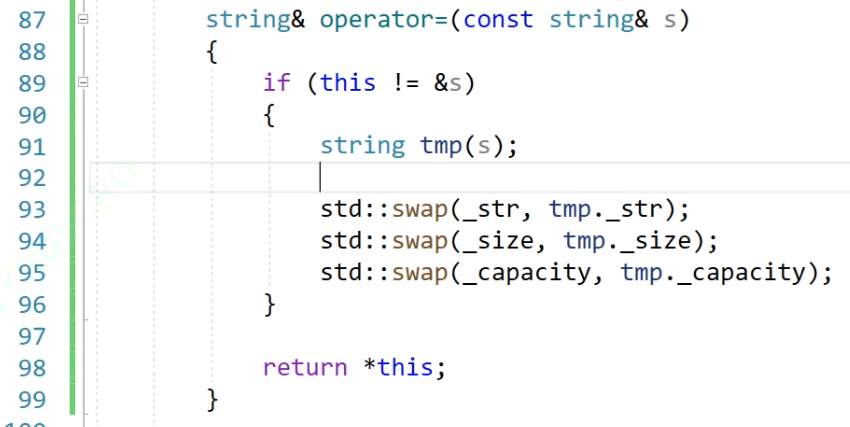 87 string& operator=(const string& s)
88 {
89 if (this != &s)
90 {
91 string tmp(s);
92
93 std::swap(_str, tmp._str);
94 std::swap(_size, tmp._size);
95 std::swap(_capacity, tmp._capacity);
96 }
97
98 return *this;
99 }